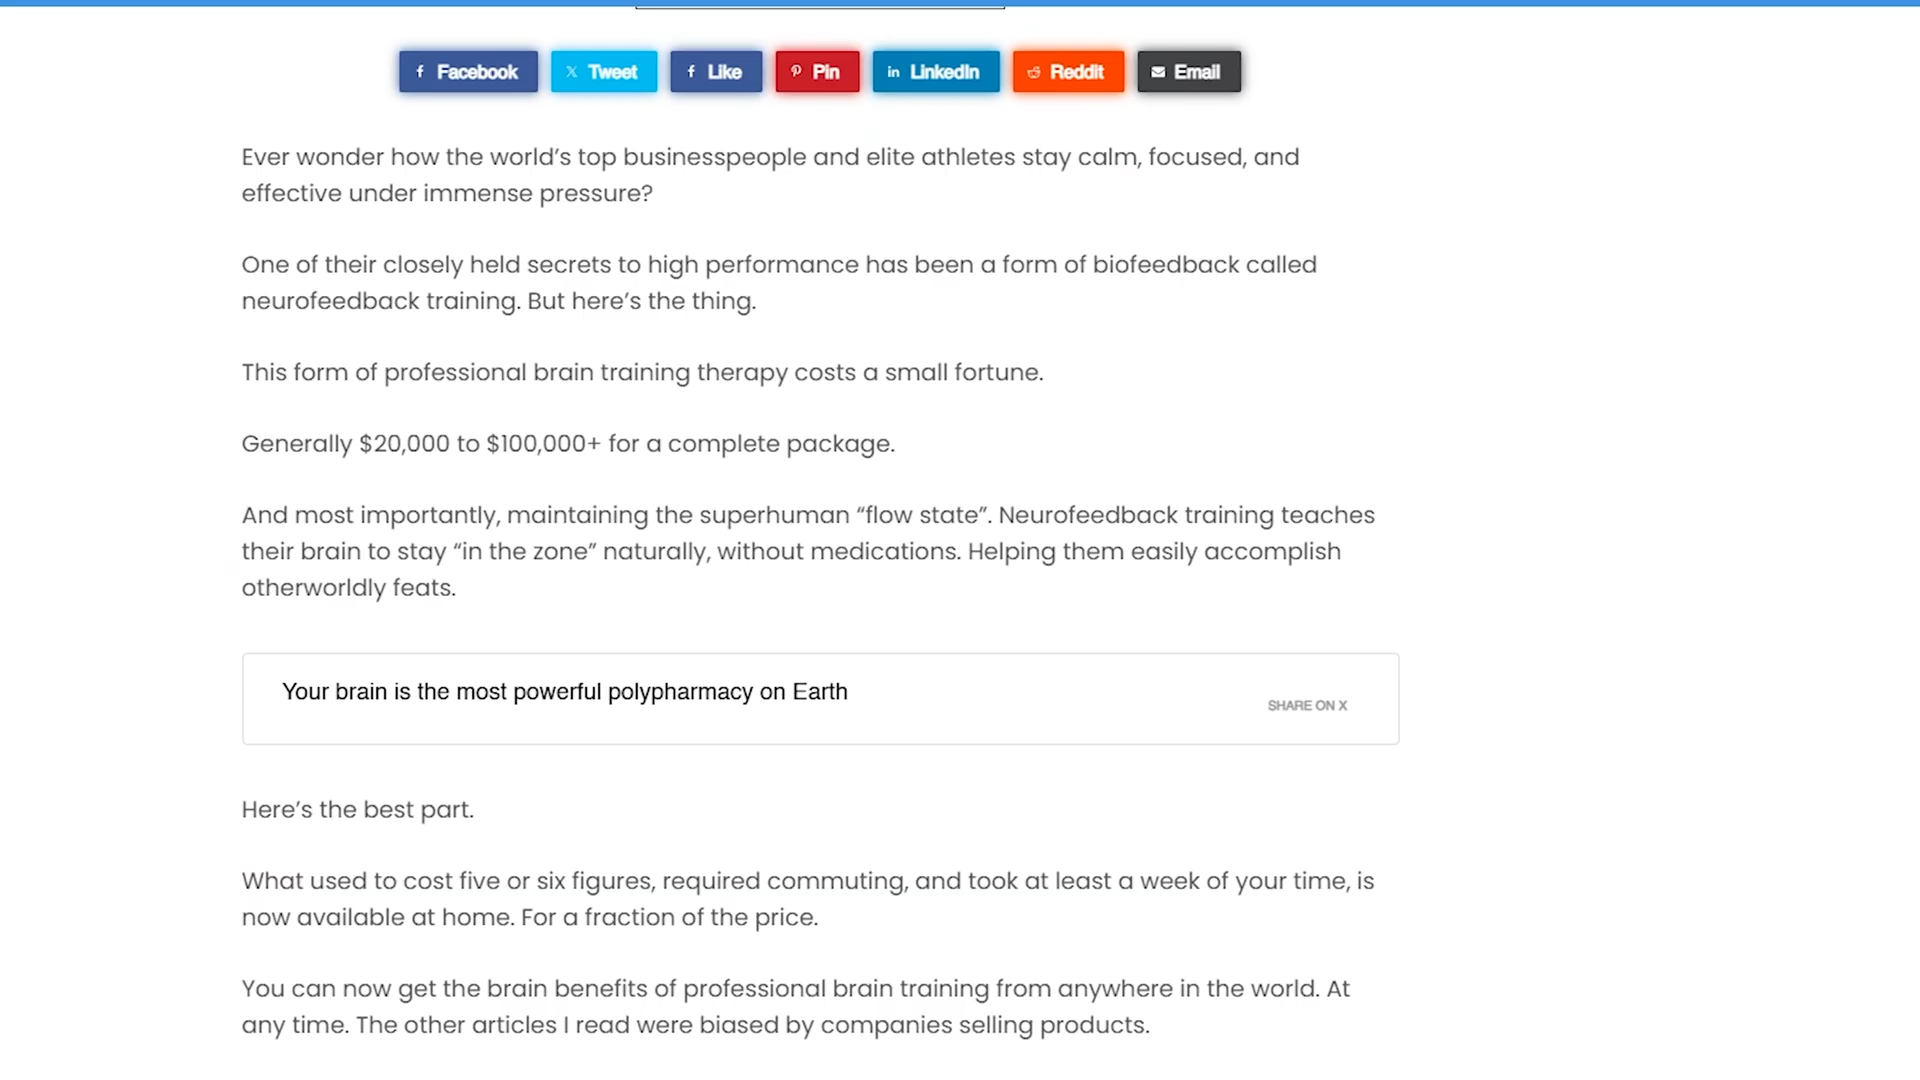 Facebook Tweet Like Pin LinkedIn Reddit Email
Ever wonder how the world’s top businesspeople and elite athletes stay calm, focused, and
effective under immense pressure?
One of their closely held secrets to high performance has been a form of biofeedback called
neurofeedback training. But here’s the thing.
This form of professional brain training therapy costs a small fortune.
Generally $20,000 to $100,000+ for a complete package.
And most importantly, maintaining the superhuman “flow state”. Neurofeedback training teaches
their brain to stay “in the zone” naturally, without medications. Helping them easily accomplish
otherworldly feats.
Your brain is the most powerful polypharmacy on Earth
SHARE ON X
Here’s the best part.
What used to cost five or six figures, required commuting, and took at least a week of your time, is
now available at home. For a fraction of the price.
You can now get the brain benefits of professional brain training from anywhere in the world. At
any time. The other articles I read were biased by companies selling products.